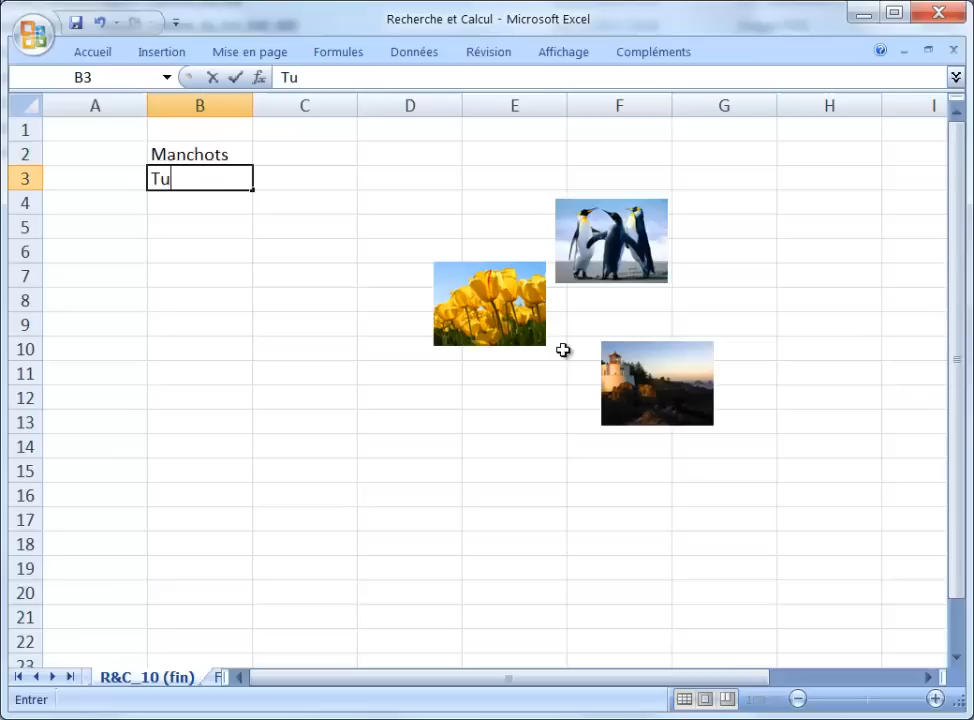 Recherche et Calcul - Microsoft Excel
Accueil Insertion Mise en page Formules Données Révision Affichage Compléments
B3 fx Tu
A B C D E F G H I
1
2 Manchots
3 Tu
4
5
6
7
8
9
10
11
12
13
14
15
16
17
18
19
20
21
22
23
R&C_10 (fin) F
Entrer